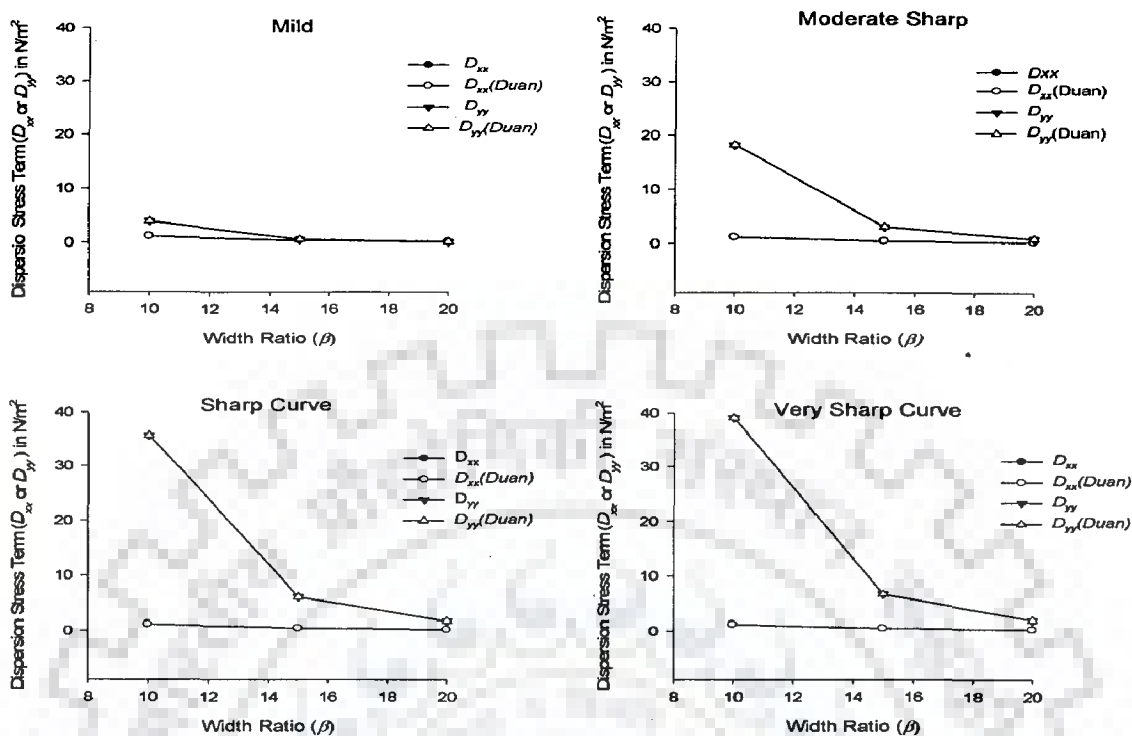 Mild
Dispersio Stress Term (Dxx or Dyy) in N/m²
40
30
20
10
0
8 10 12 14 16 18 20
Width Ratio (β)
Dxx
Dxx(Duan)
Dyy
Dyy(Duan)
Moderate Sharp
Dispersion Stress Term (Dxx or Dyy) in N/m²
40
30
20
10
0
8 10 12 14 16 18 20
Width Ratio (β)
Dxx
Dxx(Duan)
Dyy
Dyy(Duan)
Sharp Curve
Dispersion Stress Term (Dxx or Dyy) in N/m²
40
30
20
10
0
8 10 12 14 16 18 20
Width Ratio (β)
Dxx
Dxx(Duan)
Dyy
Dyy(Duan)
Very Sharp Curve
Dispersion Stress Term (Dxx or Dyy) in N/m²
40
30
20
10
0
8 10 12 14 16 18 20
Width Ratio (β)
Dxx
Dxx(Duan)
Dyy
Dyy(Duan)